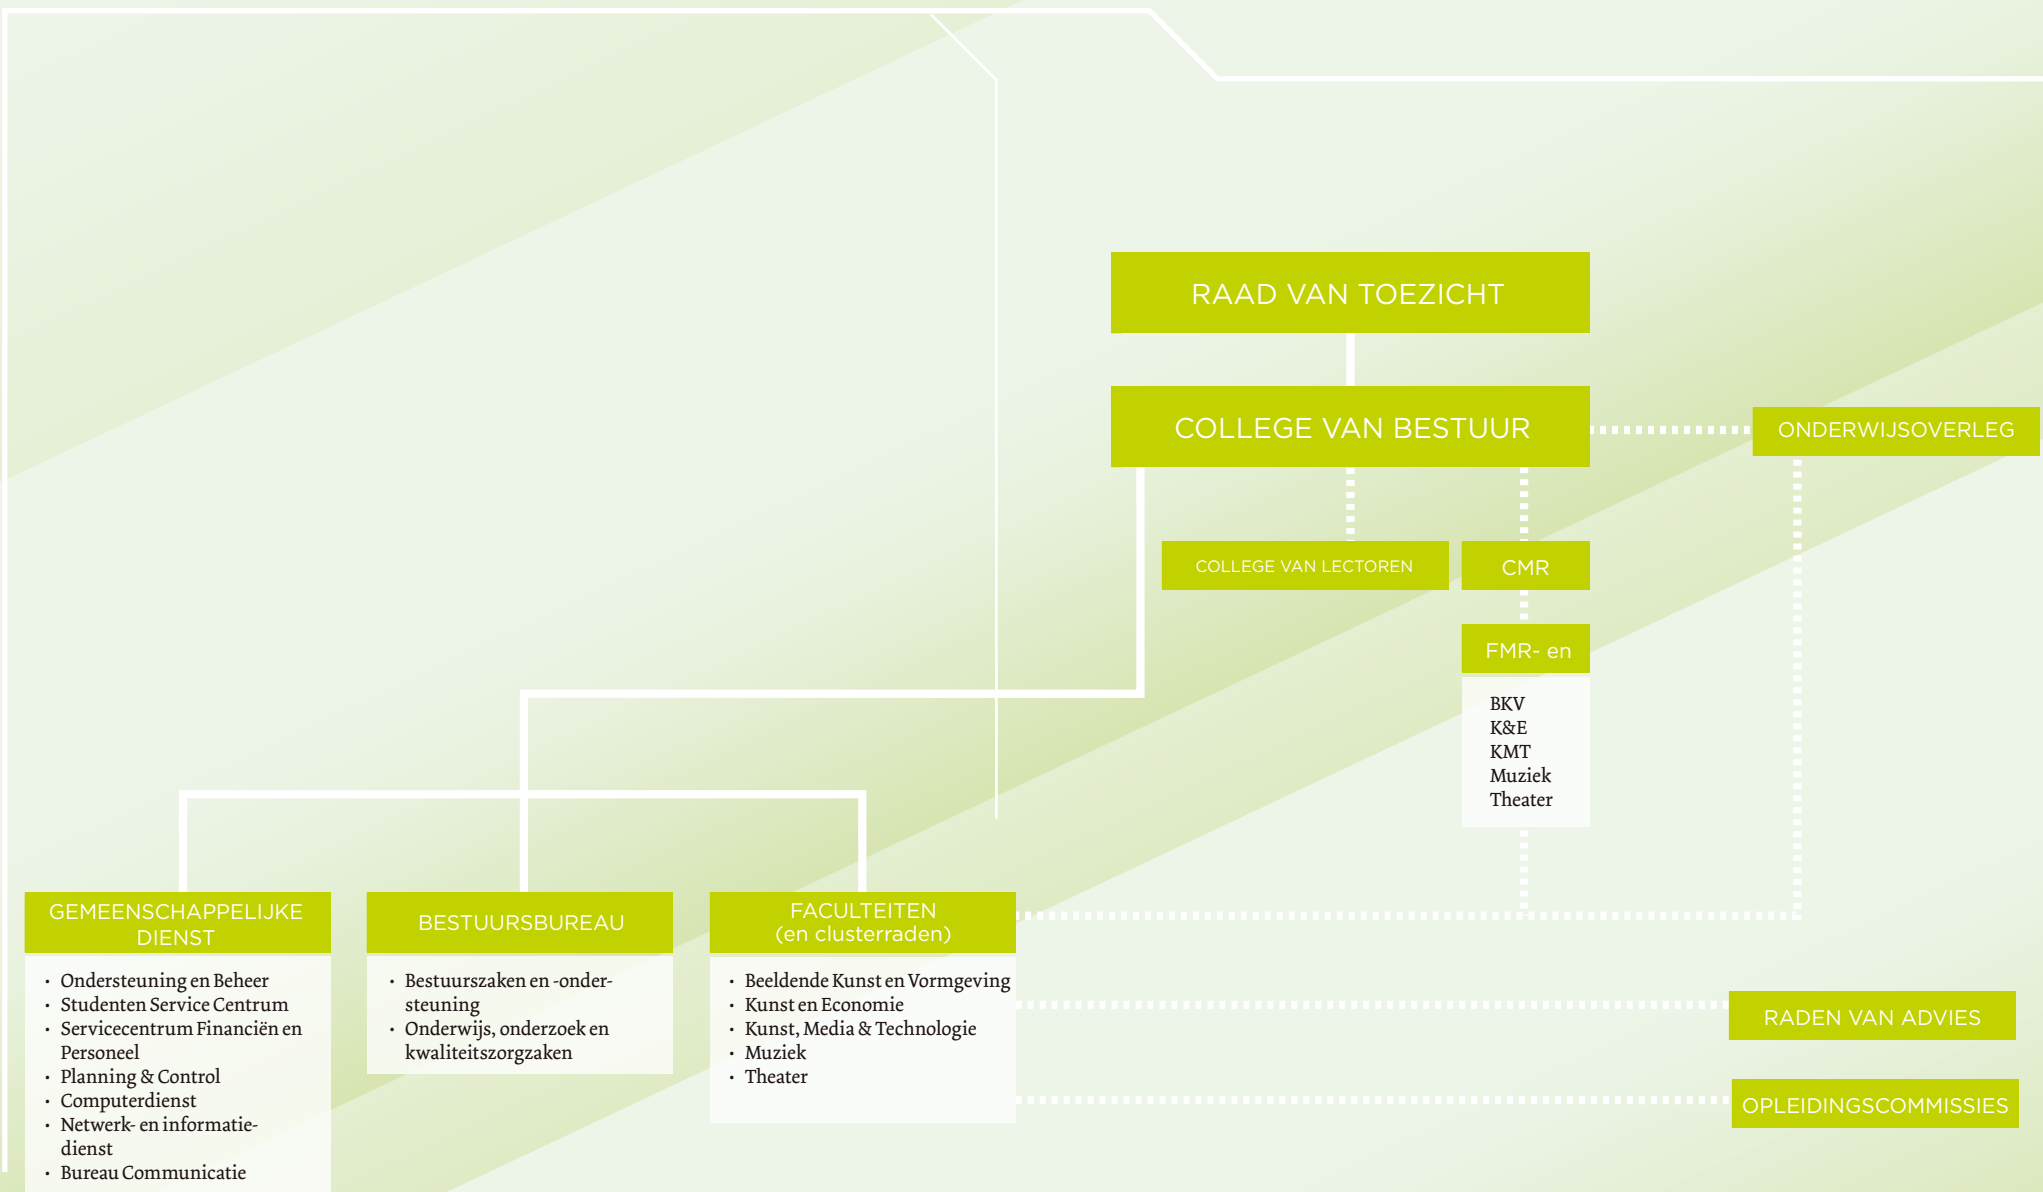 RAAD VAN TOEZICHT
COLLEGE VAN BESTUUR
ONDERWIJSOVERLEG
COLLEGE VAN LECTOREN
CMR
FMR- en
BKV
K&E
KMT
Muziek
Theater
GEMEENSCHAPPELIJKE
DIENST
· Ondersteuning en Beheer
· Studenten Service Centrum
· Servicecentrum Financiën en
Personeel
· Planning & Control
· Computerdienst
· Netwerk- en informatie-
dienst
· Bureau Communicatie
BESTUURSBUREAU
· Bestuurszaken en -onder-
steuning
· Onderwijs, onderzoek en
kwaliteitszorgzaken
FACULTEITEN
(en clusterraden)
· Beeldende Kunst en Vormgeving
· Kunst en Economie
· Kunst, Media & Technologie
· Muziek
· Theater
RADEN VAN ADVIES
OPLEIDINGSCOMMISSIES